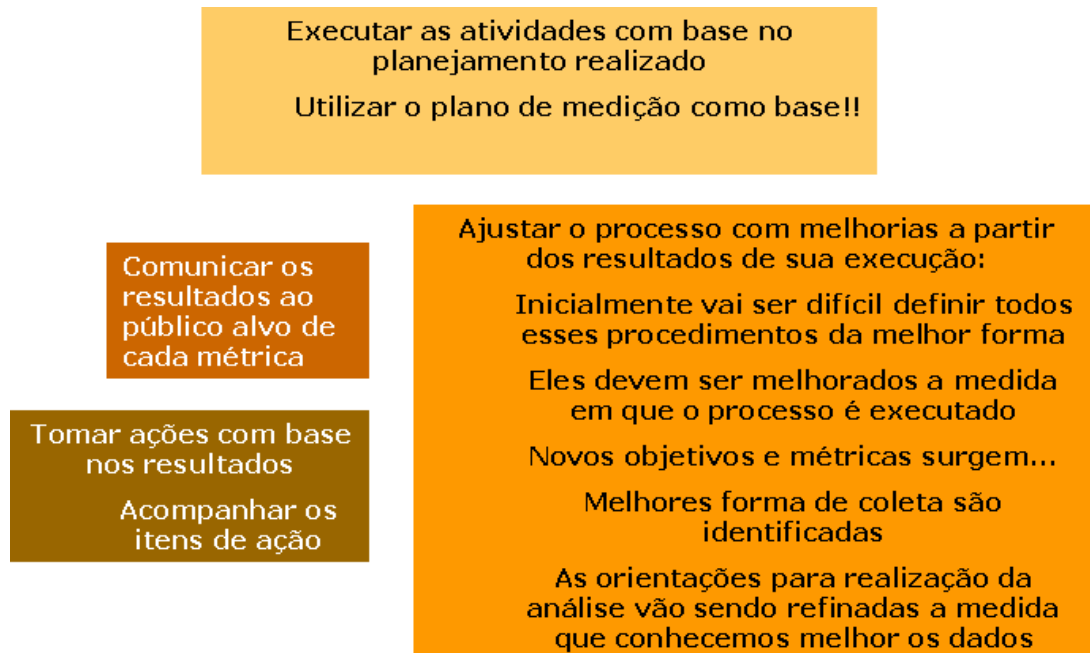 Executar as atividades com base no
planejamento realizado
Utilizar o plano de medição como base!!
Comunicar os
resultados ao
público alvo de
cada métrica
Tomar ações com base
nos resultados
Acompanhar os
itens de ação
Ajustar o processo com melhorias a partir
dos resultados de sua execução:
Inicialmente vai ser difícil definir todos
esses procedimentos da melhor forma
Eles devem ser melhorados a medida
em que o processo é executado
Novos objetivos e métricas surgem...
Melhores forma de coleta são
identificadas
As orientações para realização da
análise vão sendo refinadas a medida
que conhecemos melhor os dados